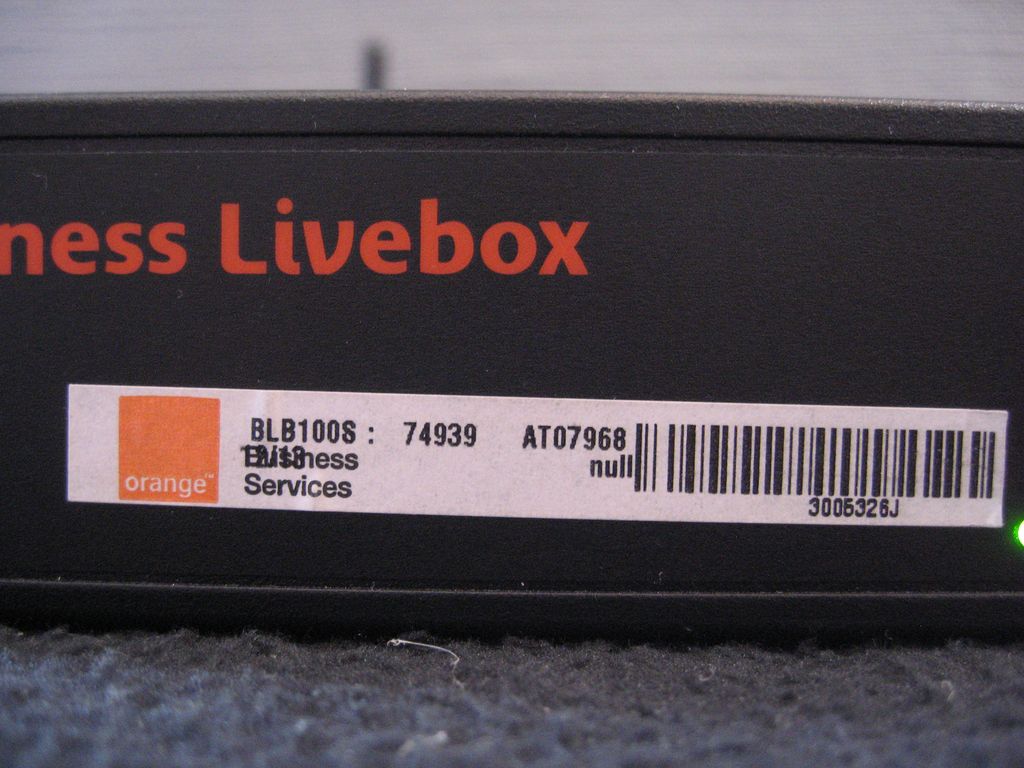 ness Livebox
orange™
BLB100S : 74939 AT07968
Business null
Services
3005326J